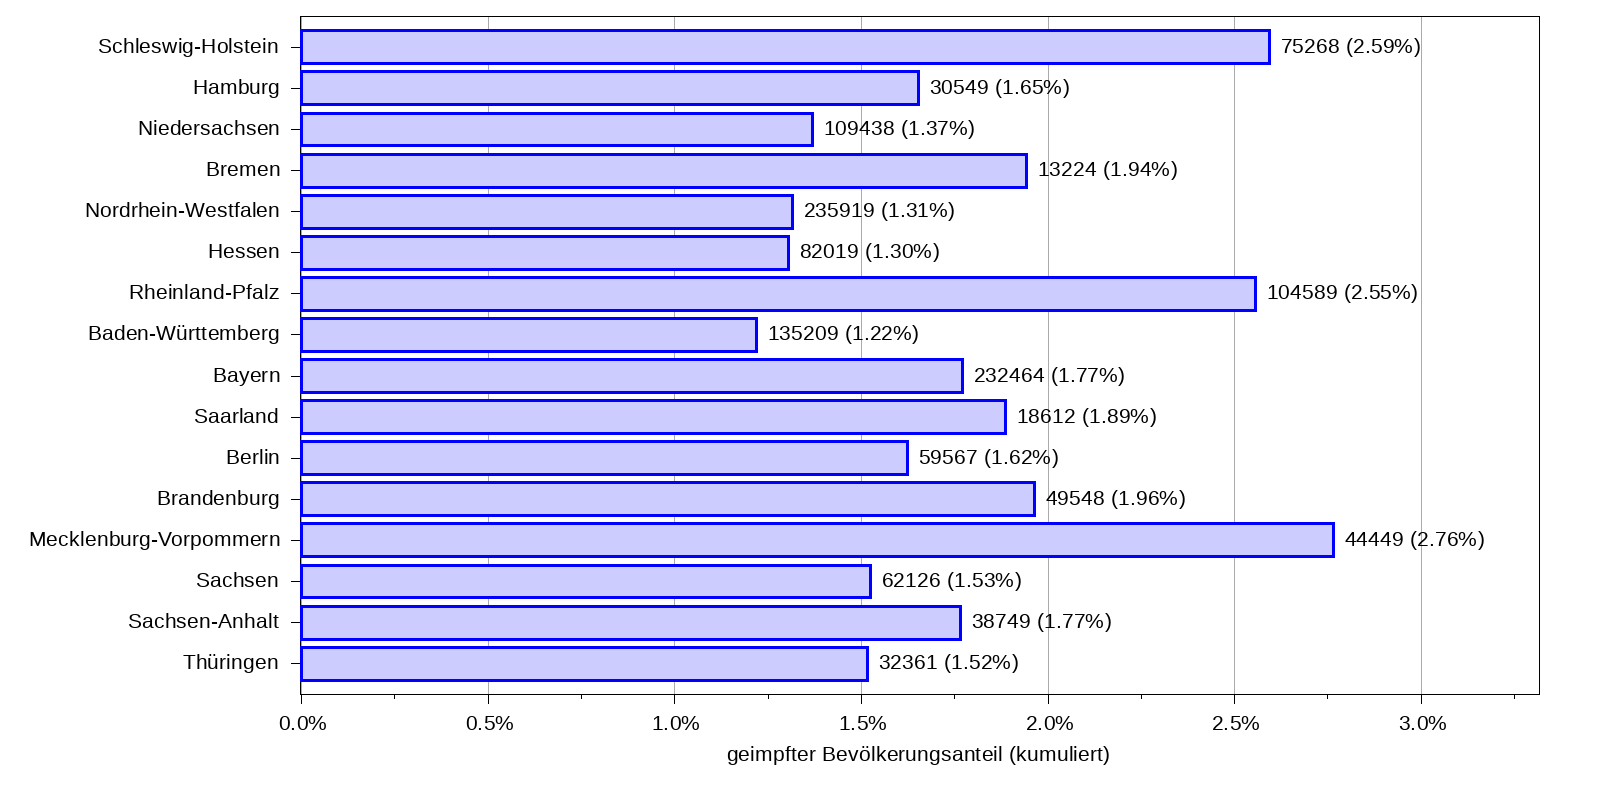 Schleswig-Holstein 75268 (2.59%)
Hamburg 30549 (1.65%)
Niedersachsen 109438 (1.37%)
Bremen 13224 (1.94%)
Nordrhein-Westfalen 235919 (1.31%)
Hessen 82019 (1.30%)
Rheinland-Pfalz 104589 (2.55%)
Baden-Württemberg 135209 (1.22%)
Bayern 232464 (1.77%)
Saarland 18612 (1.89%)
Berlin 59567 (1.62%)
Brandenburg 49548 (1.96%)
Mecklenburg-Vorpommern 44449 (2.76%)
Sachsen 62126 (1.53%)
Sachsen-Anhalt 38749 (1.77%)
Thüringen 32361 (1.52%)
0.0% 0.5% 1.0% 1.5% 2.0% 2.5% 3.0%
geimpfter Bevölkerungsanteil (kumuliert)